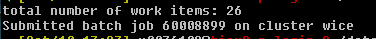 total number of work items: 26
Submitted batch job 60008899 on cluster wice